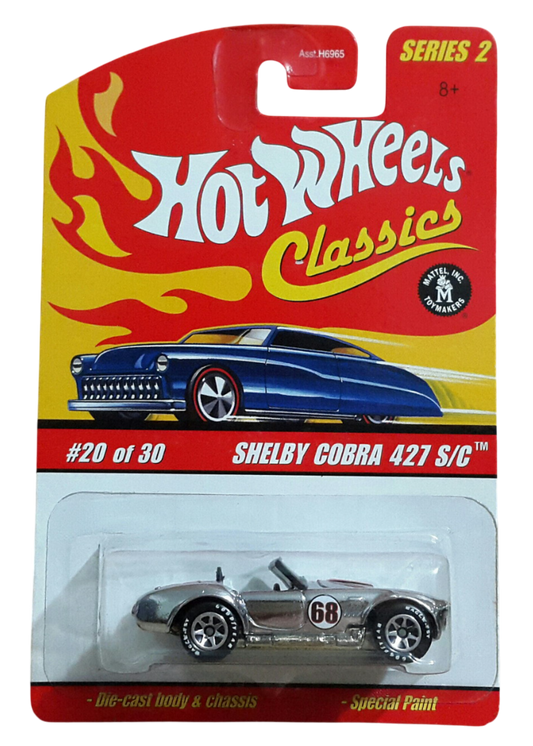 Asst.H6965
SERIES 2
8+
HOT WHEELS
Classics
MATTEL, INC.
M
TOYMAKERS
#20 of 30
SHELBY COBRA 427 S/C™
68
- Die-cast body & chassis
- Special Paint